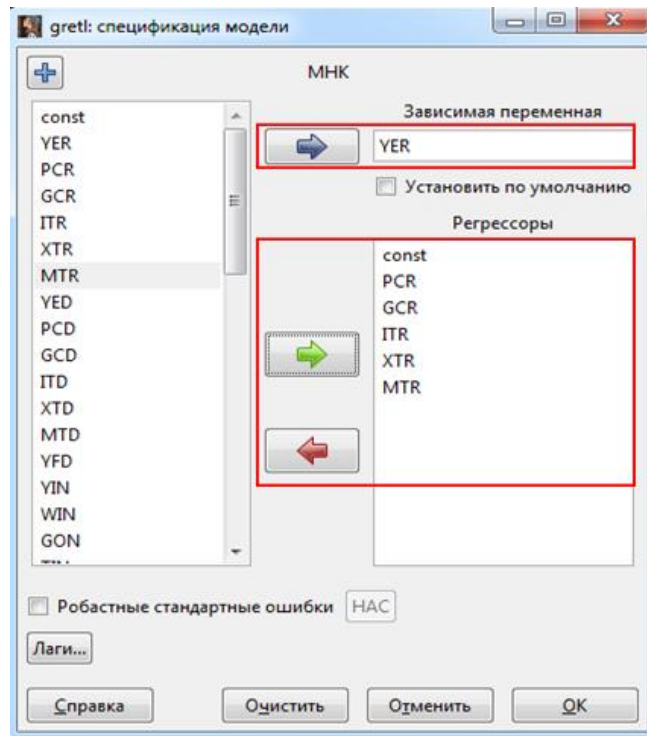 gretl: спецификация модели
МНК
const
YER
PCR
GCR
ITR
XTR
MTR
YED
PCD
GCD
ITD
XTD
MTD
YFD
YIN
WIN
GON
Зависимая переменная
YER
Установить по умолчанию
Регрессоры
const
PCR
GCR
ITR
XTR
MTR
Робастные стандартные ошибки HAC
Лаги...
Справка Очистить Отменить OK